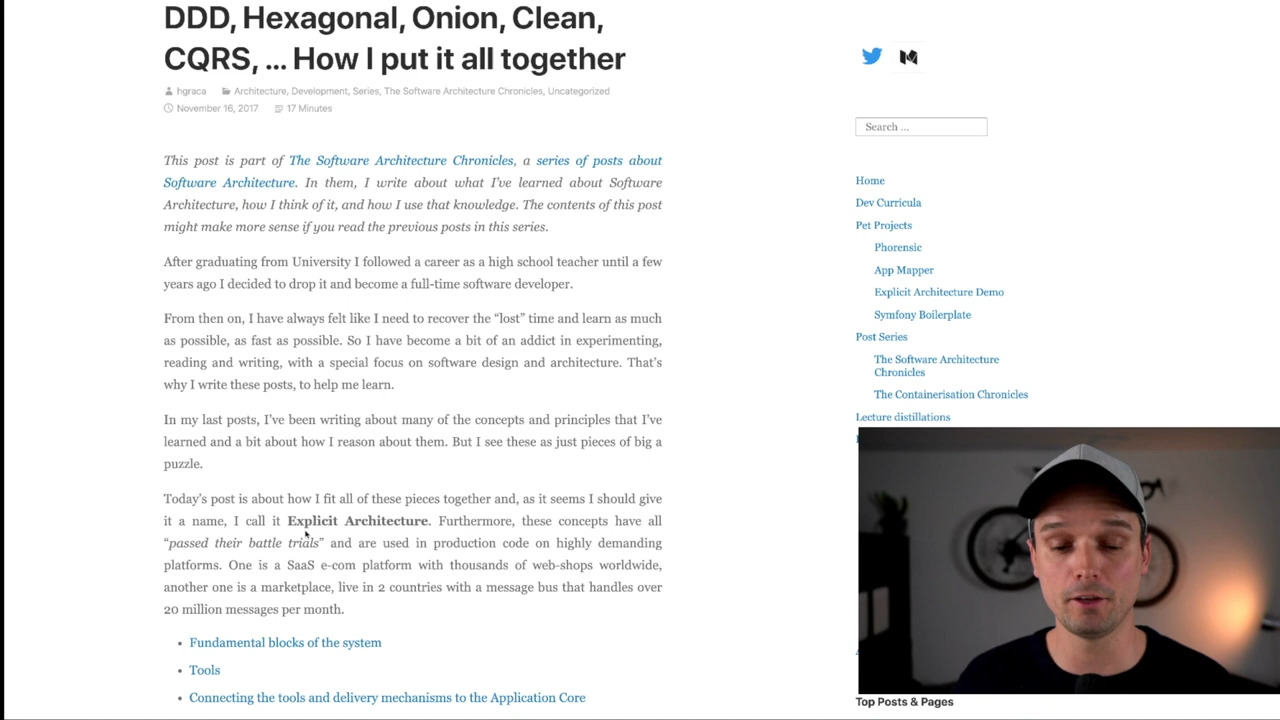 DDD, Hexagonal, Onion, Clean,
CQRS, … How I put it all together
hgraca
Architecture, Development, Series, The Software Architecture Chronicles, Uncategorized
November 16, 2017
17 Minutes
This post is part of The Software Architecture Chronicles, a series of posts about
Software Architecture. In them, I write about what I’ve learned about Software
Architecture, how I think of it, and how I use that knowledge. The contents of this post
might make more sense if you read the previous posts in this series.
After graduating from University I followed a career as a high school teacher until a few
years ago I decided to drop it and become a full-time software developer.
From then on, I have always felt like I need to recover the “lost” time and learn as much
as possible, as fast as possible. So I have become a bit of an addict in experimenting,
reading and writing, with a special focus on software design and architecture. That’s
why I write these posts, to help me learn.
In my last posts, I’ve been writing about many of the concepts and principles that I’ve
learned and a bit about how I reason about them. But I see these as just pieces of big a
puzzle.
Today’s post is about how I fit all of these pieces together and, as it seems I should give
it a name, I call it Explicit Architecture. Furthermore, these concepts have all
“passed their battle trials” and are used in production code on highly demanding
platforms. One is a SaaS e-com platform with thousands of web-shops worldwide,
another one is a marketplace, live in 2 countries with a message bus that handles over
20 million messages per month.
• Fundamental blocks of the system
• Tools
• Connecting the tools and delivery mechanisms to the Application Core
Search ...
Home
Dev Curricula
Pet Projects
Phorensic
App Mapper
Explicit Architecture Demo
Symfony Boilerplate
Post Series
The Software Architecture
Chronicles
The Containerisation Chronicles
Lecture distillations
Top Posts & Pages